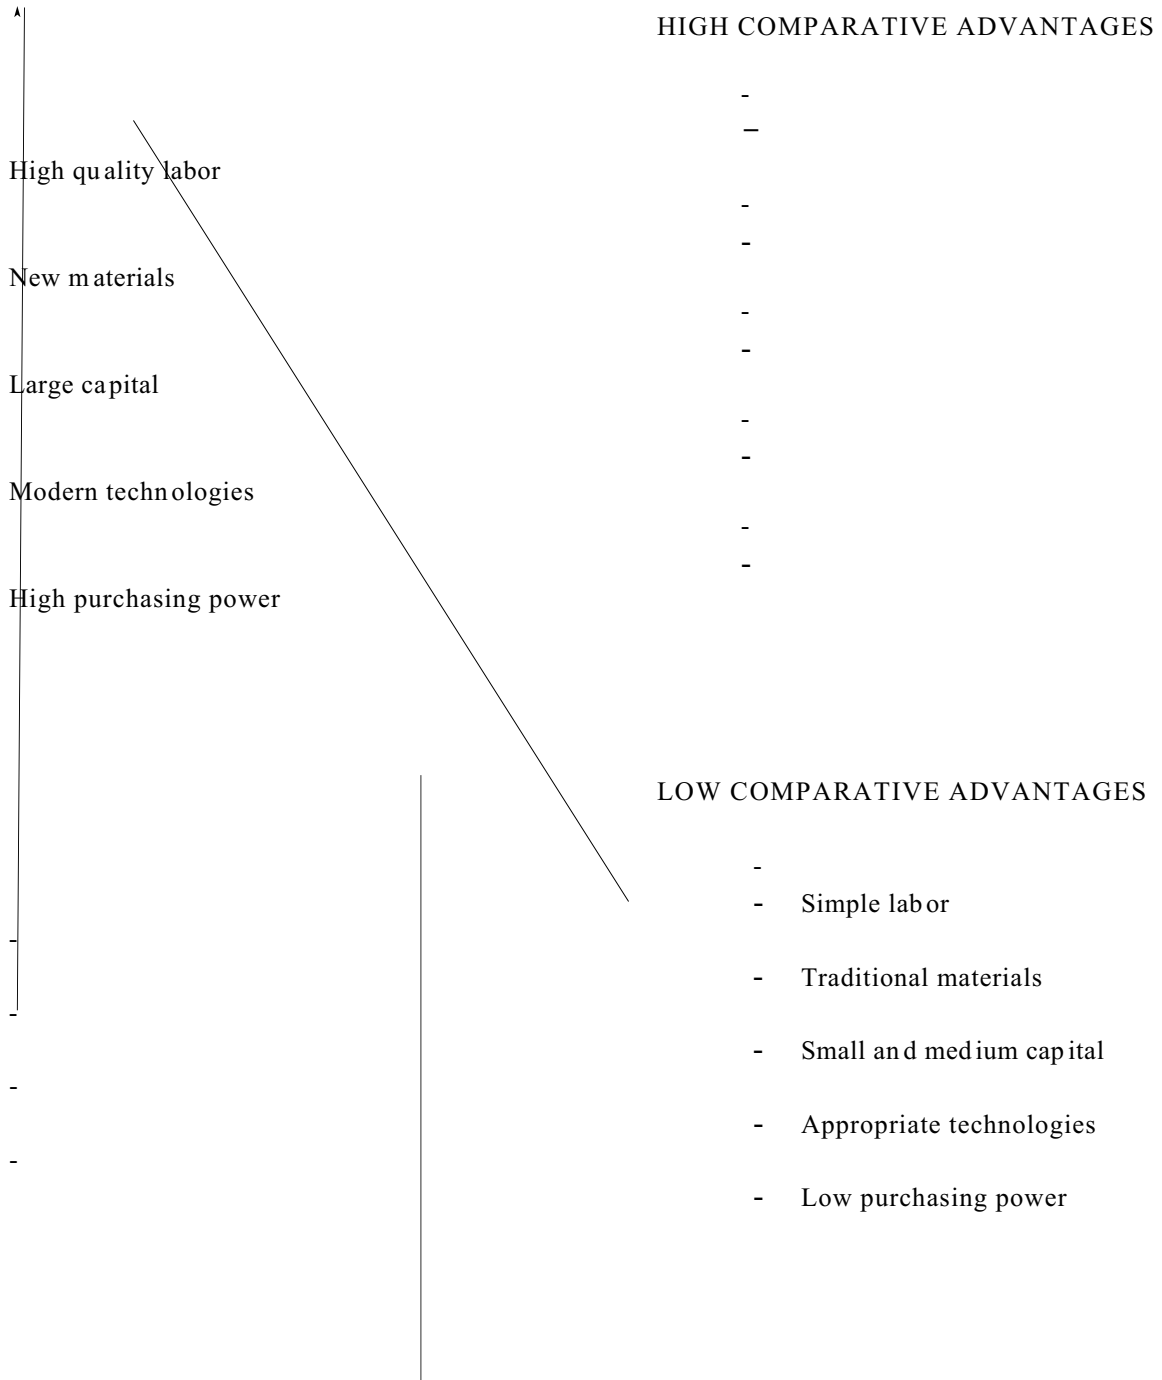 HIGH COMPARATIVE ADVANTAGES
-
–
High quality labor
-
-
New materials
-
-
Large capital
-
-
Modern technologies
-
-
High purchasing power
LOW COMPARATIVE ADVANTAGES
-
- Simple labor
-
- Traditional materials
-
- Small and medium capital
-
- Appropriate technologies
-
- Low purchasing power